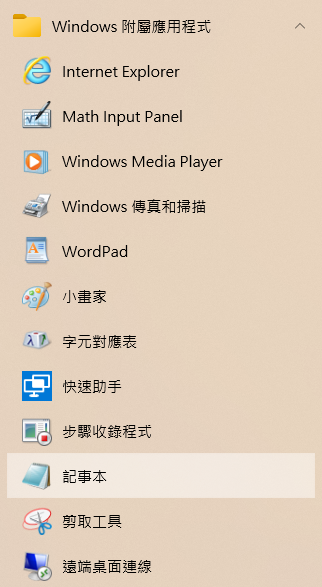 Windows 附屬應用程式
Internet Explorer
Math Input Panel
Windows Media Player
Windows 傳真和掃描
WordPad
小畫家
字元對應表
快速助手
步驟收錄程式
記事本
剪取工具
遠端桌面連線